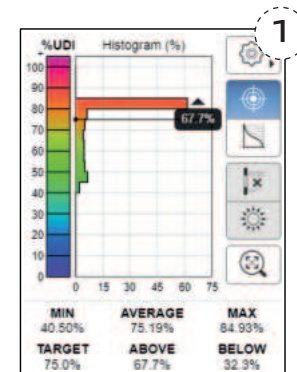 1
%UDI Histogram (%)
100
90
80
70
60
50
40
30
20
10
0
67.7%
0 15 30 45 60 75
MIN AVERAGE MAX
40.50% 75.19% 84.93%
TARGET ABOVE BELOW
75.0% 67.7% 32.3%